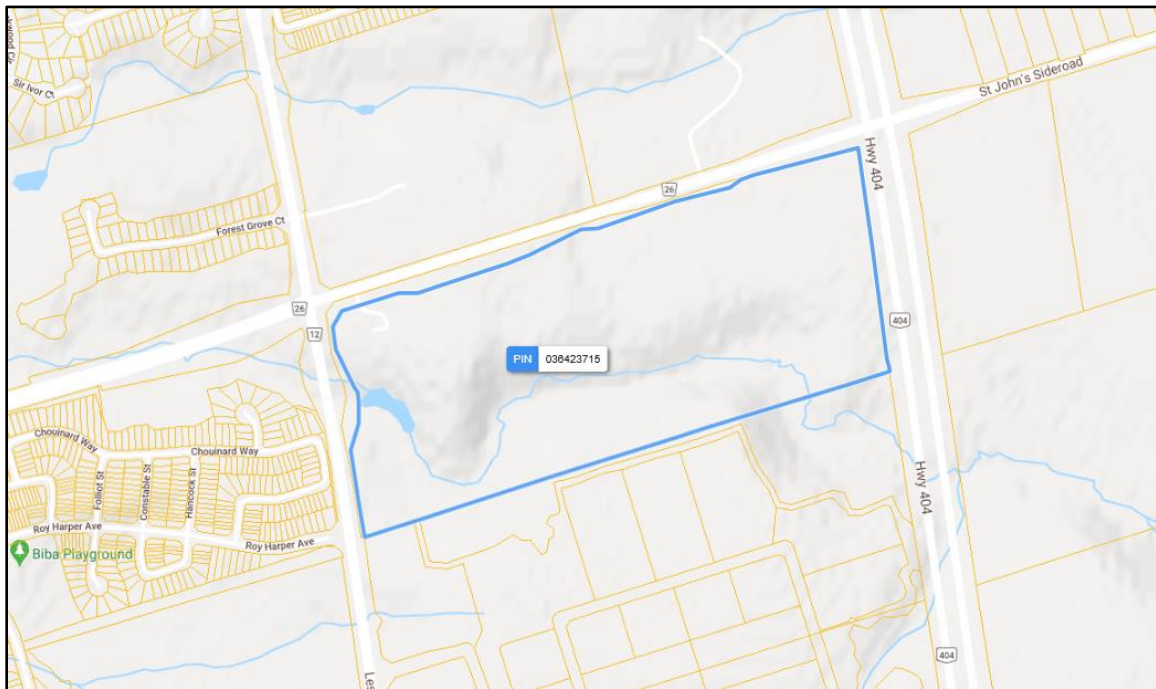 Sir Ivor Ct
St John's Sideroad
Hwy 404
26
Forest Grove Ct
26
12
404
PIN 036423715
Chouinard Way
Chouinard Way
Folliot St
Constable St
Hancock St
Hwy 404
Roy Harper Ave
Roy Harper Ave
Biba Playground
404